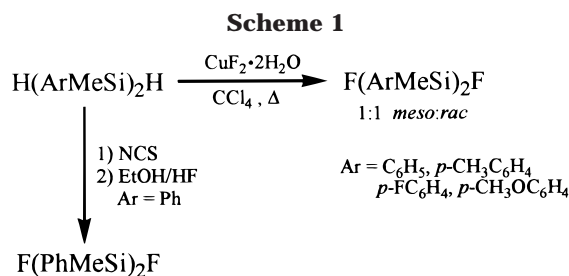 Scheme 1
H(ArMeSi)₂H
CuF₂•2H₂O
CCl₄ , Δ
F(ArMeSi)₂F
1:1 meso:rac
1) NCS
2) EtOH/HF
Ar = Ph
Ar = C₆H₅, p-CH₃C₆H₄
p-FC₆H₄, p-CH₃OC₆H₄
F(PhMeSi)₂F